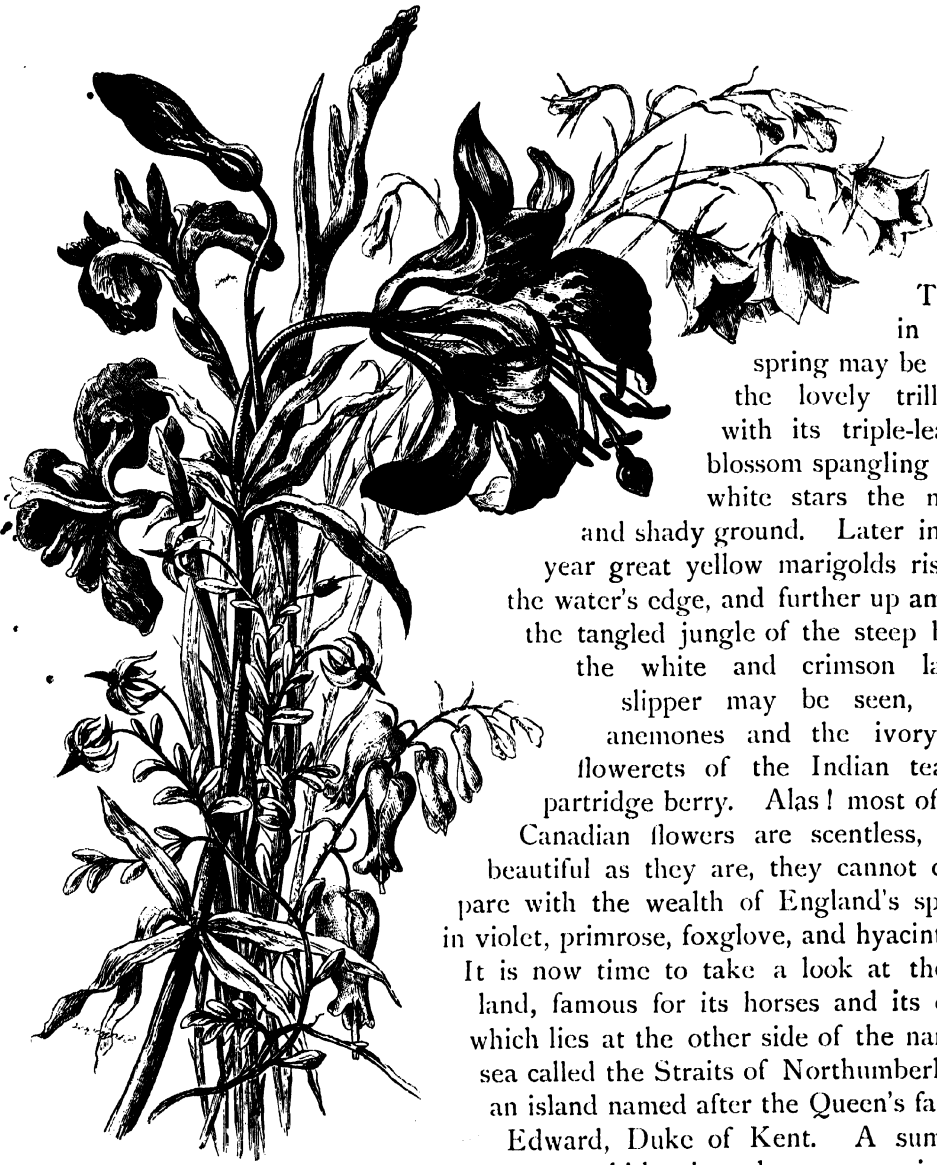 T
in
spring may be
the lovely trill
with its triple-lea
blossom spangling
white stars the n
and shady ground. Later in
year great yellow marigolds ris
the water's edge, and further up am
the tangled jungle of the steep b
the white and crimson la
slipper may be seen,
anemones and the ivory
flowerets of the Indian tea
partridge berry. Alas! most of
Canadian flowers are scentless,
beautiful as they are, they cannot c
pare with the wealth of England's sp
in violet, primrose, foxglove, and hyacint
It is now time to take a look at the
land, famous for its horses and its
which lies at the other side of the nar
sea called the Straits of Northumberl
an island named after the Queen's fa
Edward, Duke of Kent. A sum